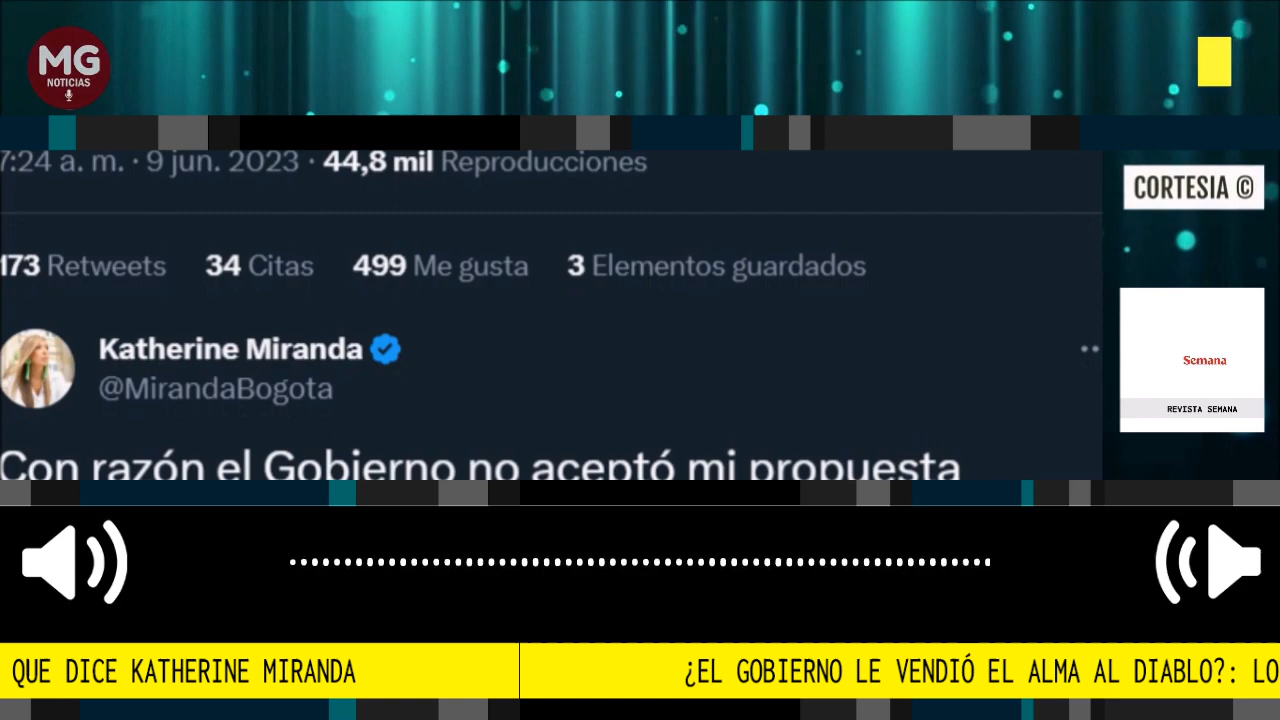 MG
NOTICIAS
7:24 a. m. · 9 jun. 2023 · 44,8 mil Reproducciones
CORTESIA ©
173 Retweets 34 Citas 499 Me gusta 3 Elementos guardados
Katherine Miranda
@MirandaBogota
Semana
REVISTA SEMANA
Con razón el Gobierno no aceptó mi propuesta
QUE DICE KATHERINE MIRANDA
¿EL GOBIERNO LE VENDIÓ EL ALMA AL DIABLO?: LO